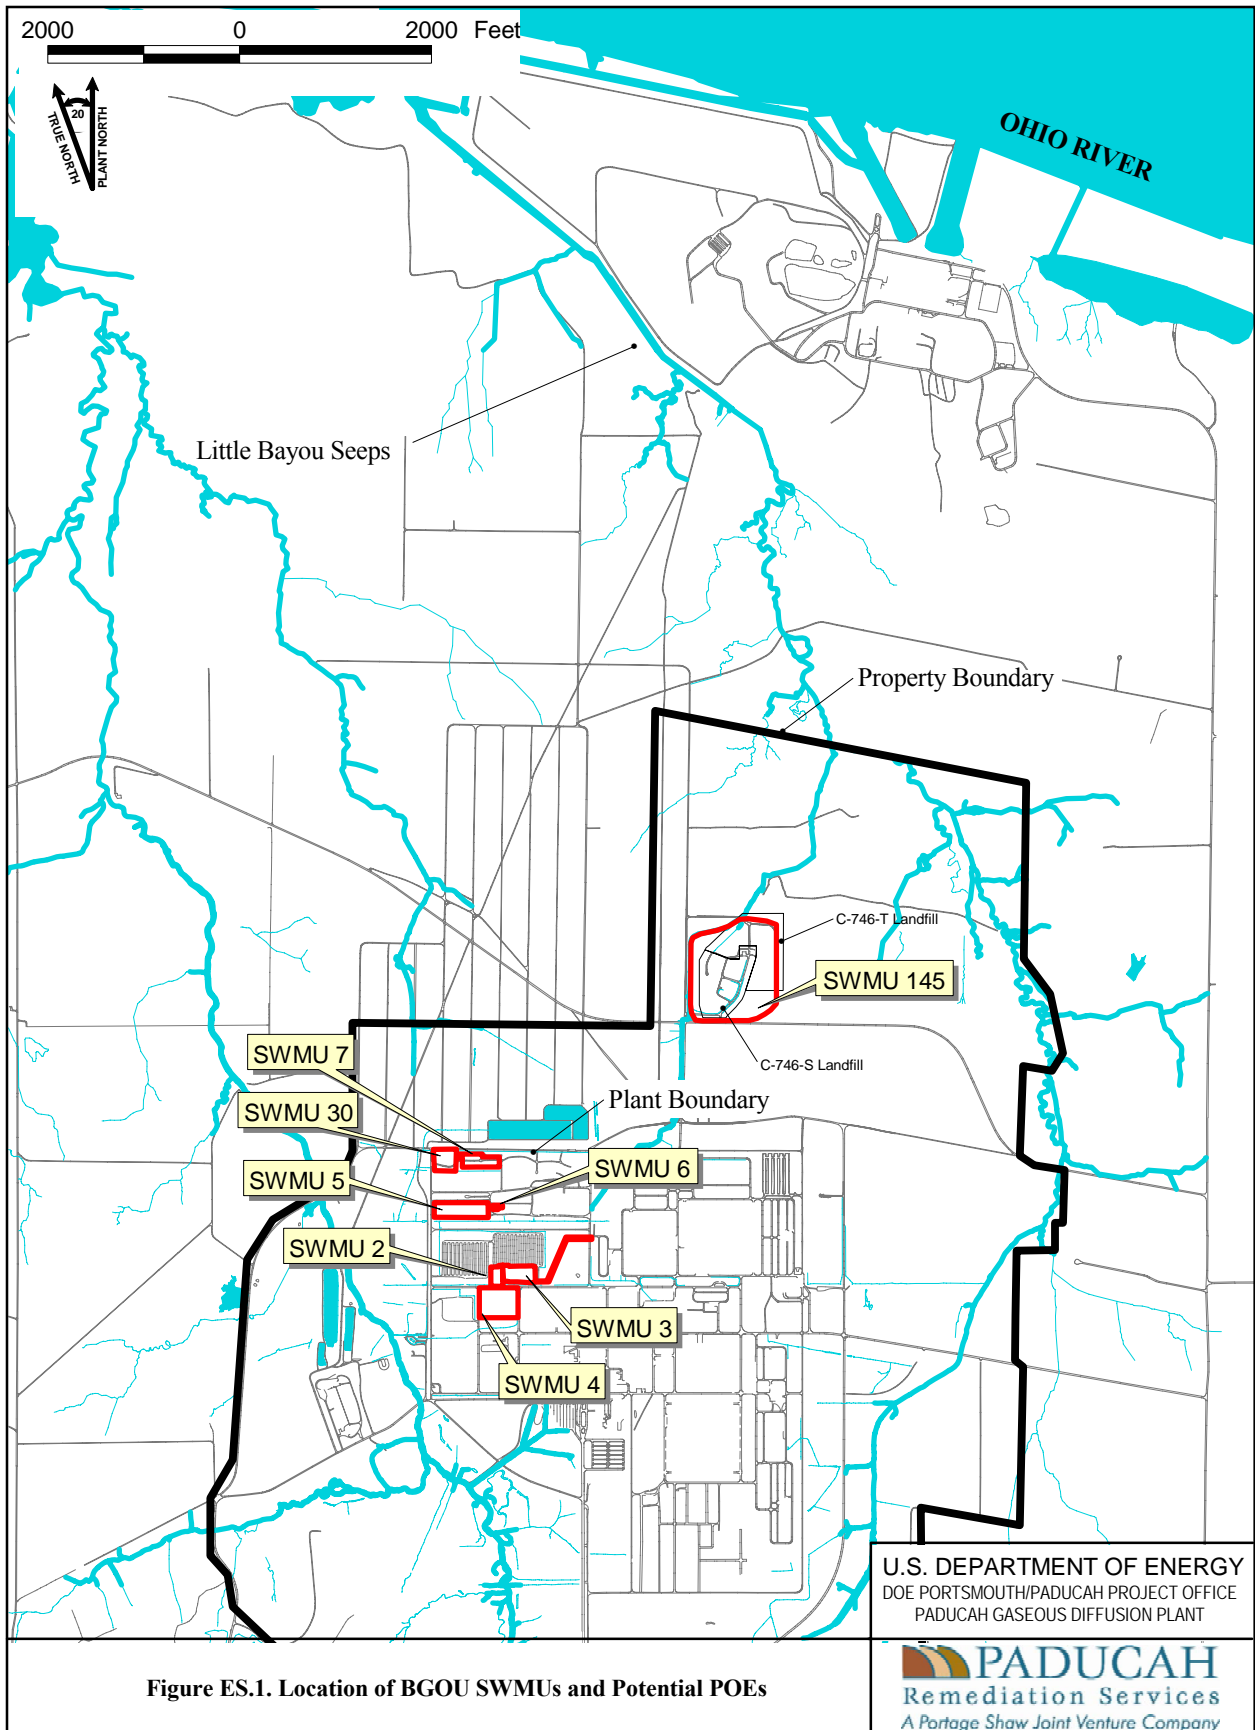 2000 0 2000 Feet
20
TRUE NORTH
PLANT NORTH
OHIO RIVER
Little Bayou Seeps
Property Boundary
C-746-T Landfill
SWMU 145
C-746-S Landfill
SWMU 7
SWMU 30
Plant Boundary
SWMU 6
SWMU 5
SWMU 2
SWMU 3
SWMU 4
U.S. DEPARTMENT OF ENERGY
DOE PORTSMOUTH/PADUCAH PROJECT OFFICE
PADUCAH GASEOUS DIFFUSION PLANT
Figure ES.1. Location of BGOU SWMUs and Potential POEs
PADUCAH
Remediation Services
A Portage Shaw Joint Venture Company